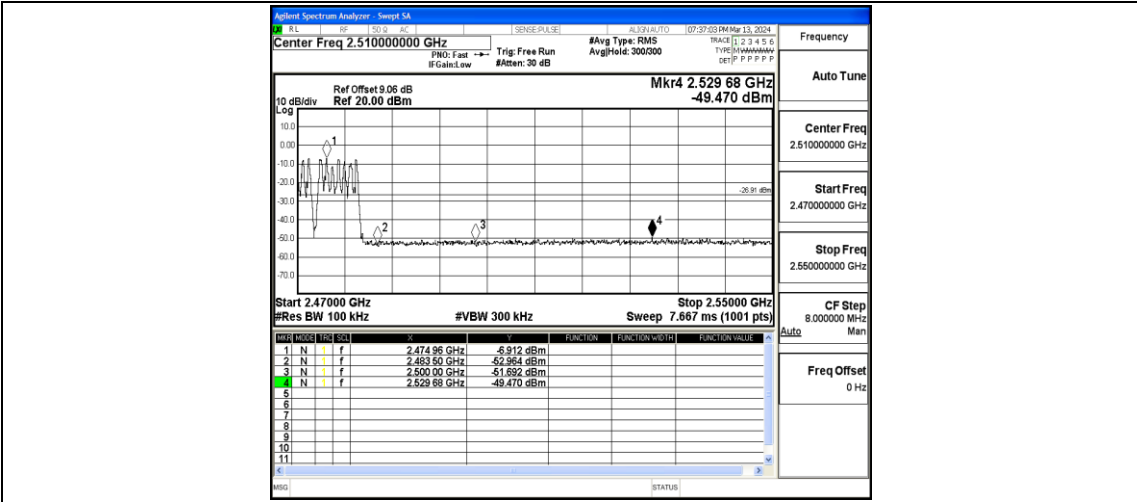 Agilent Spectrum Analyzer - Swept SA
RL RF 50 Ω AC SENSE:PULSE ALIGNAUTO 07:37:03 PM Mar 13, 2024
Center Freq 2.510000000 GHz
PNO: Fast Trig: Free Run
IFGain:Low #Atten: 30 dB
#Avg Type: RMS
Avg|Hold: 300/300
TRACE 1 2 3 4 5 6
TYPE M
DET P P P P P P
Mkr4 2.529 68 GHz
-49.470 dBm
Ref Offset 9.06 dB
10 dB/div Ref 20.00 dBm
Log
10.0
0.00
-10.0
-20.0
-30.0
-40.0
-50.0
-60.0
-70.0
1
2
3
4
-26.91 dBm
Start 2.47000 GHz Stop 2.55000 GHz
#Res BW 100 kHz #VBW 300 kHz Sweep 7.667 ms (1001 pts)
MKR MODE TRC SCL X Y FUNCTION FUNCTION WIDTH FUNCTION VALUE
1 N 1 f 2.474 96 GHz -6.912 dBm
2 N 1 f 2.483 50 GHz -52.964 dBm
3 N 1 f 2.500 00 GHz -51.692 dBm
4 N 1 f 2.529 68 GHz -49.470 dBm
5
6
7
8
9
10
11
MSG STATUS
Frequency
Auto Tune
Center Freq
2.510000000 GHz
Start Freq
2.470000000 GHz
Stop Freq
2.550000000 GHz
CF Step
8.000000 MHz
Auto Man
Freq Offset
0 Hz